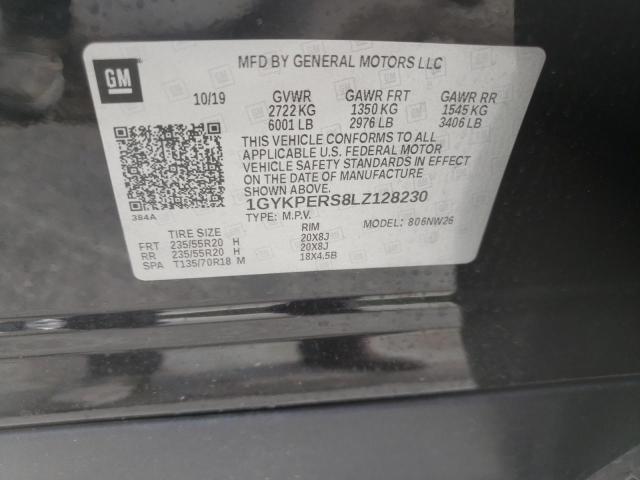 GM
MFD BY GENERAL MOTORS LLC
10/19 GVWR GAWR FRT GAWR RR
2722 KG 1350 KG 1545 KG
6001 LB 2976 LB 3406 LB
THIS VEHICLE CONFORMS TO ALL
APPLICABLE U.S. FEDERAL MOTOR
VEHICLE SAFETY STANDARDS IN EFFECT
ON THE DATE OF MANUFACTURE
SHOWN ABOVE.
384A
1GYKPERS8LZ128230
TYPE: M.P.V. MODEL: 806NW26
TIRE SIZE RIM
FRT 235/55R20 H 20X8J
RR 235/55R20 H 20X8J
SPA T135/70R18 M 18X4.5B